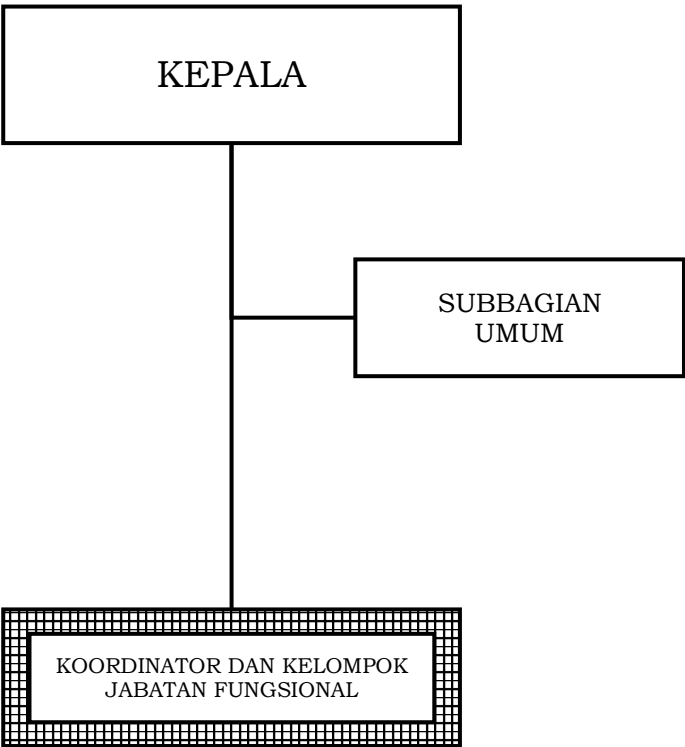 KEPALA
SUBBAGIAN
UMUM
KOORDINATOR DAN KELOMPOK
JABATAN FUNGSIONAL